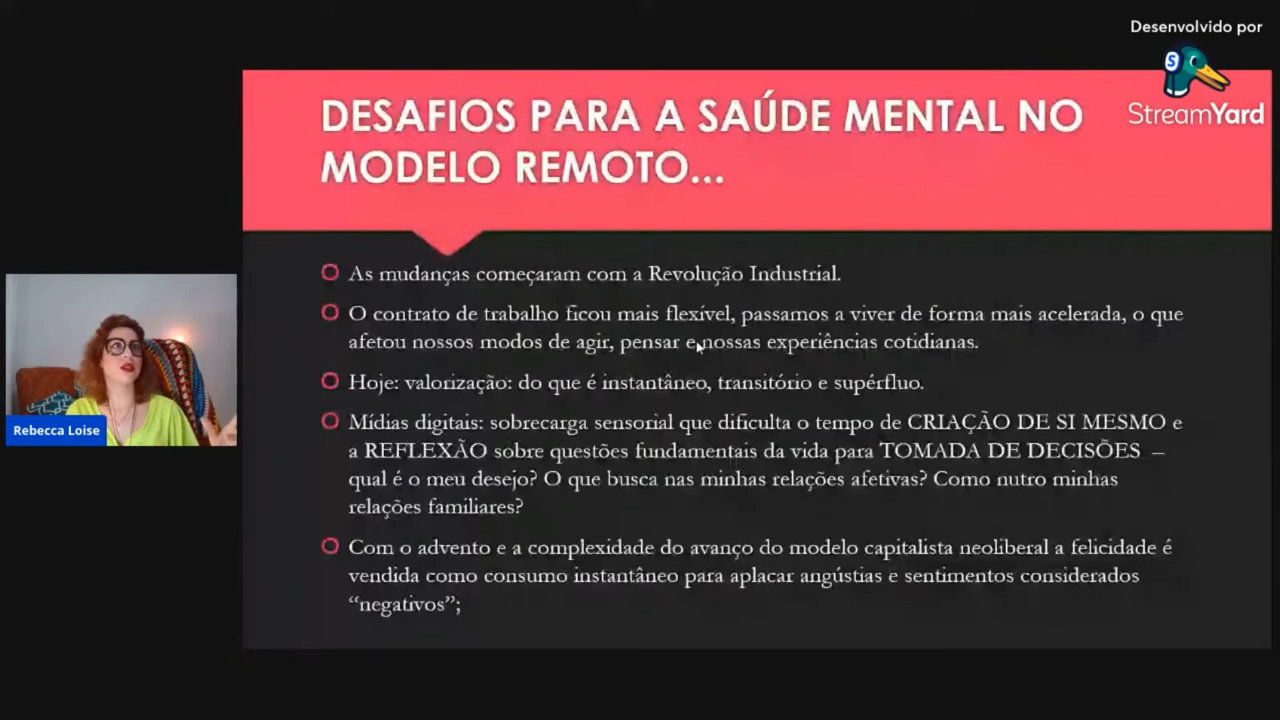 Desenvolvido por
StreamYard
DESAFIOS PARA A SAÚDE MENTAL NO
MODELO REMOTO...
As mudanças começaram com a Revolução Industrial.
O contrato de trabalho ficou mais flexível, passamos a viver de forma mais acelerada, o que
afetou nossos modos de agir, pensar e nossas experiências cotidianas.
Hoje: valorização: do que é instantâneo, transitório e supérfluo.
Mídias digitais: sobrecarga sensorial que dificulta o tempo de CRIAÇÃO DE SI MESMO e
a REFLEXÃO sobre questões fundamentais da vida para TOMADA DE DECISÕES –
qual é o meu desejo? O que busca nas minhas relações afetivas? Como nutro minhas
relações familiares?
Com o advento e a complexidade do avanço do modelo capitalista neoliberal a felicidade é
vendida como consumo instantâneo para aplacar angústias e sentimentos considerados
“negativos”;
Rebecca Loise